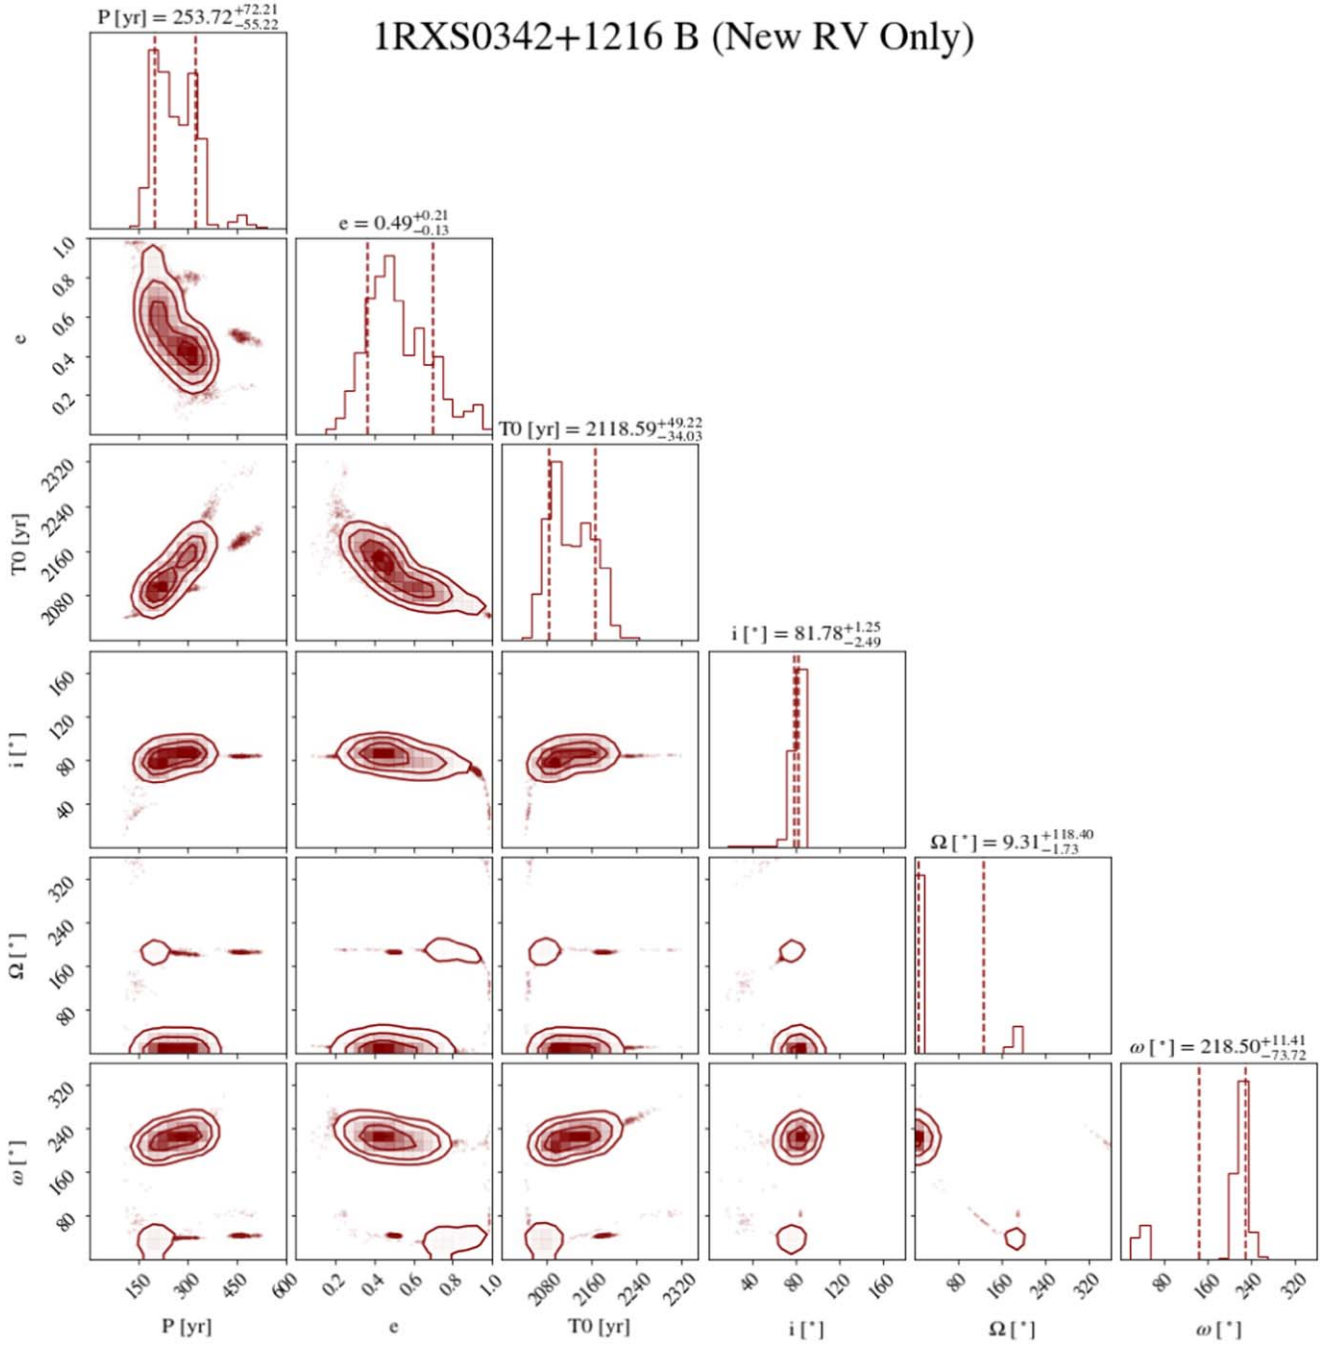 P [yr] = 253.72+72.21−55.22
1RXS0342+1216 B (New RV Only)
e = 0.49+0.21−0.13
1.0
0.8
0.6
0.4
0.2
e
T0 [yr] = 2118.59+49.22−34.03
2320
2240
2160
2080
T0 [yr]
i [°] = 81.78+1.25−2.49
160
120
80
40
i [°]
Ω [°] = 9.31+118.40−1.73
320
240
160
80
Ω [°]
ω [°] = 218.50+11.41−73.72
320
240
160
80
ω [°]
150 300 450 600 0.2 0.4 0.6 0.8 1.0 2080 2160 2240 2320 40 80 120 160 80 160 240 320 80 160 240 320
P [yr] e T0 [yr] i [°] Ω [°] ω [°]